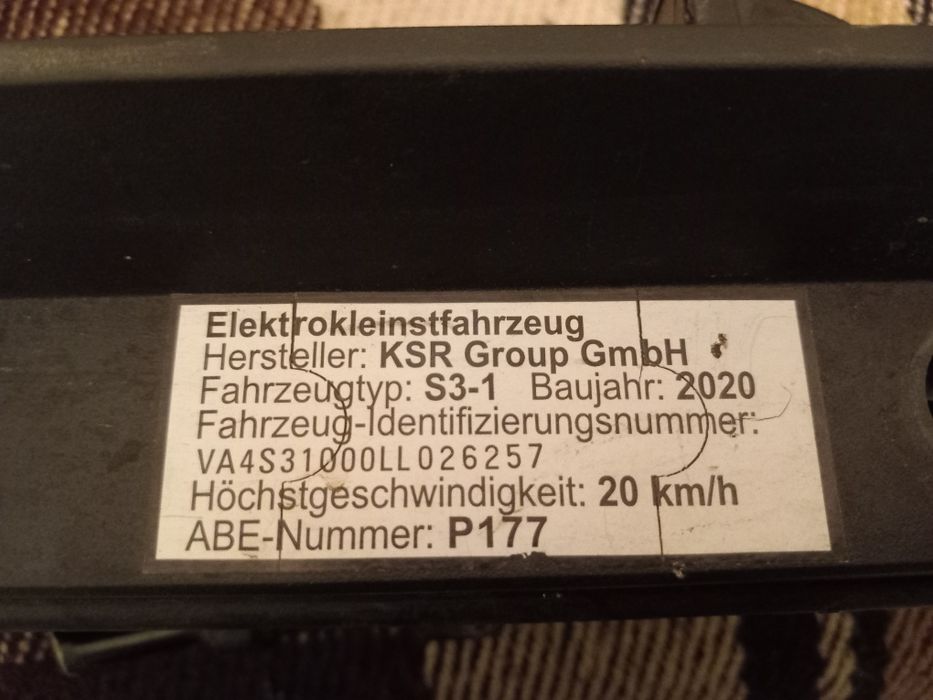 Elektrokleinstfahrzeug
Hersteller: KSR Group GmbH
Fahrzeugtyp: S3-1 Baujahr: 2020
Fahrzeug-Identifizierungsnummer:
VA4S31000LL026257
Höchstgeschwindigkeit: 20 km/h
ABE-Nummer: P177